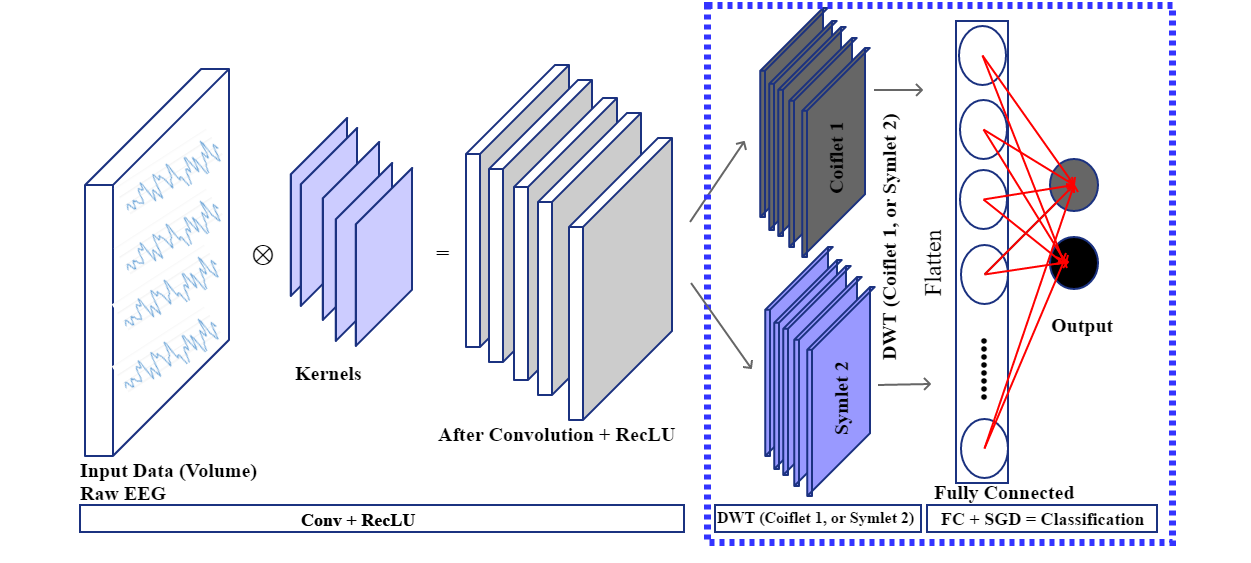 Input Data (Volume)
Raw EEG
⊗
Kernels
=
After Convolution + RecLU
Conv + RecLU
Coiflet 1
Symlet 2
DWT (Coiflet 1, or Symlet 2)
Flatten
Output
Fully Connected
DWT (Coiflet 1, or Symlet 2)
FC + SGD = Classification